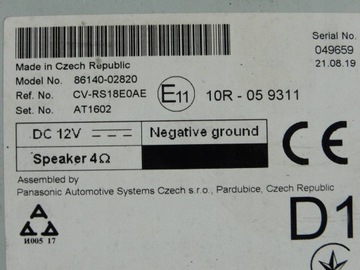 Serial No.
049659
21.08.19
Made in Czech Republic
Model No. 86140-02820
Ref. No. CV-RS18E0AE
Set. No. AT1602
E11 10R - 05 9311
DC 12V Negative ground
Speaker 4Ω
CE
Assembled by
Panasonic Automotive Systems Czech s.r.o., Pardubice, Czech Republic
D1
И005 17